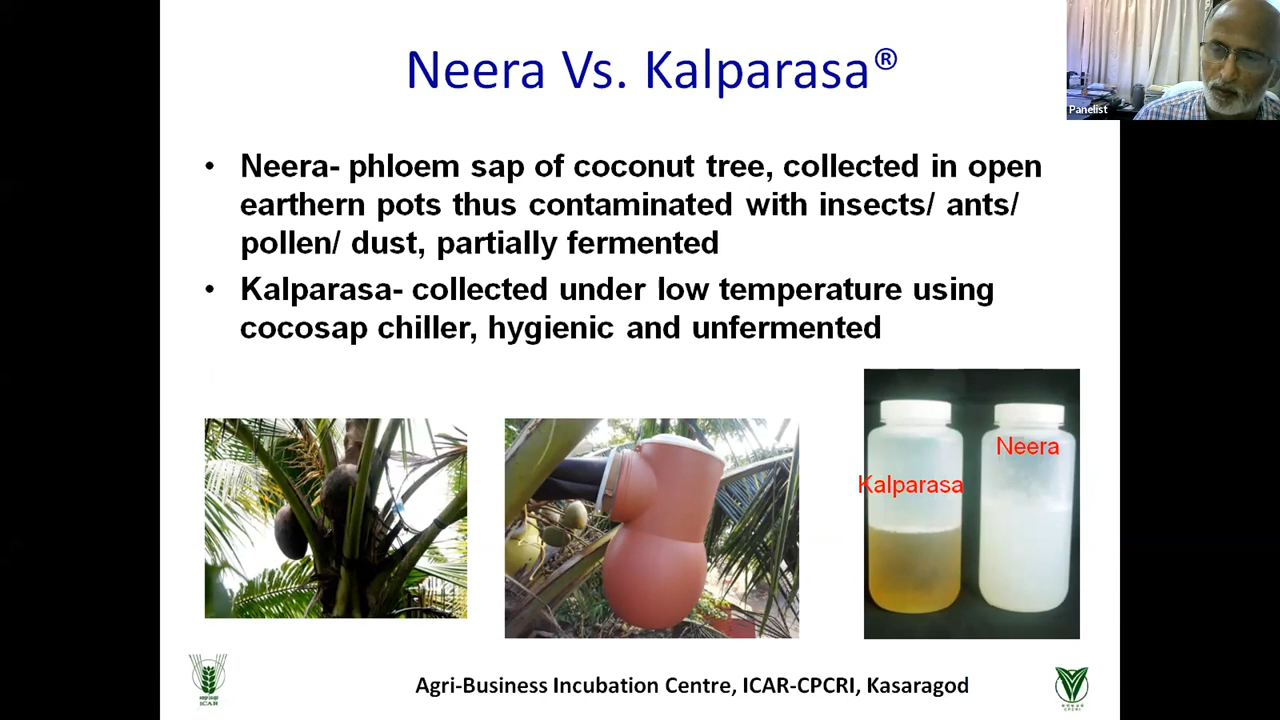 Neera Vs. Kalparasa®
Panelist
• Neera- phloem sap of coconut tree, collected in open
earthern pots thus contaminated with insects/ ants/
pollen/ dust, partially fermented
• Kalparasa- collected under low temperature using
cocosap chiller, hygienic and unfermented
Neera
Kalparasa
Agri-Business Incubation Centre, ICAR-CPCRI, Kasaragod
ICAR
CPCRI